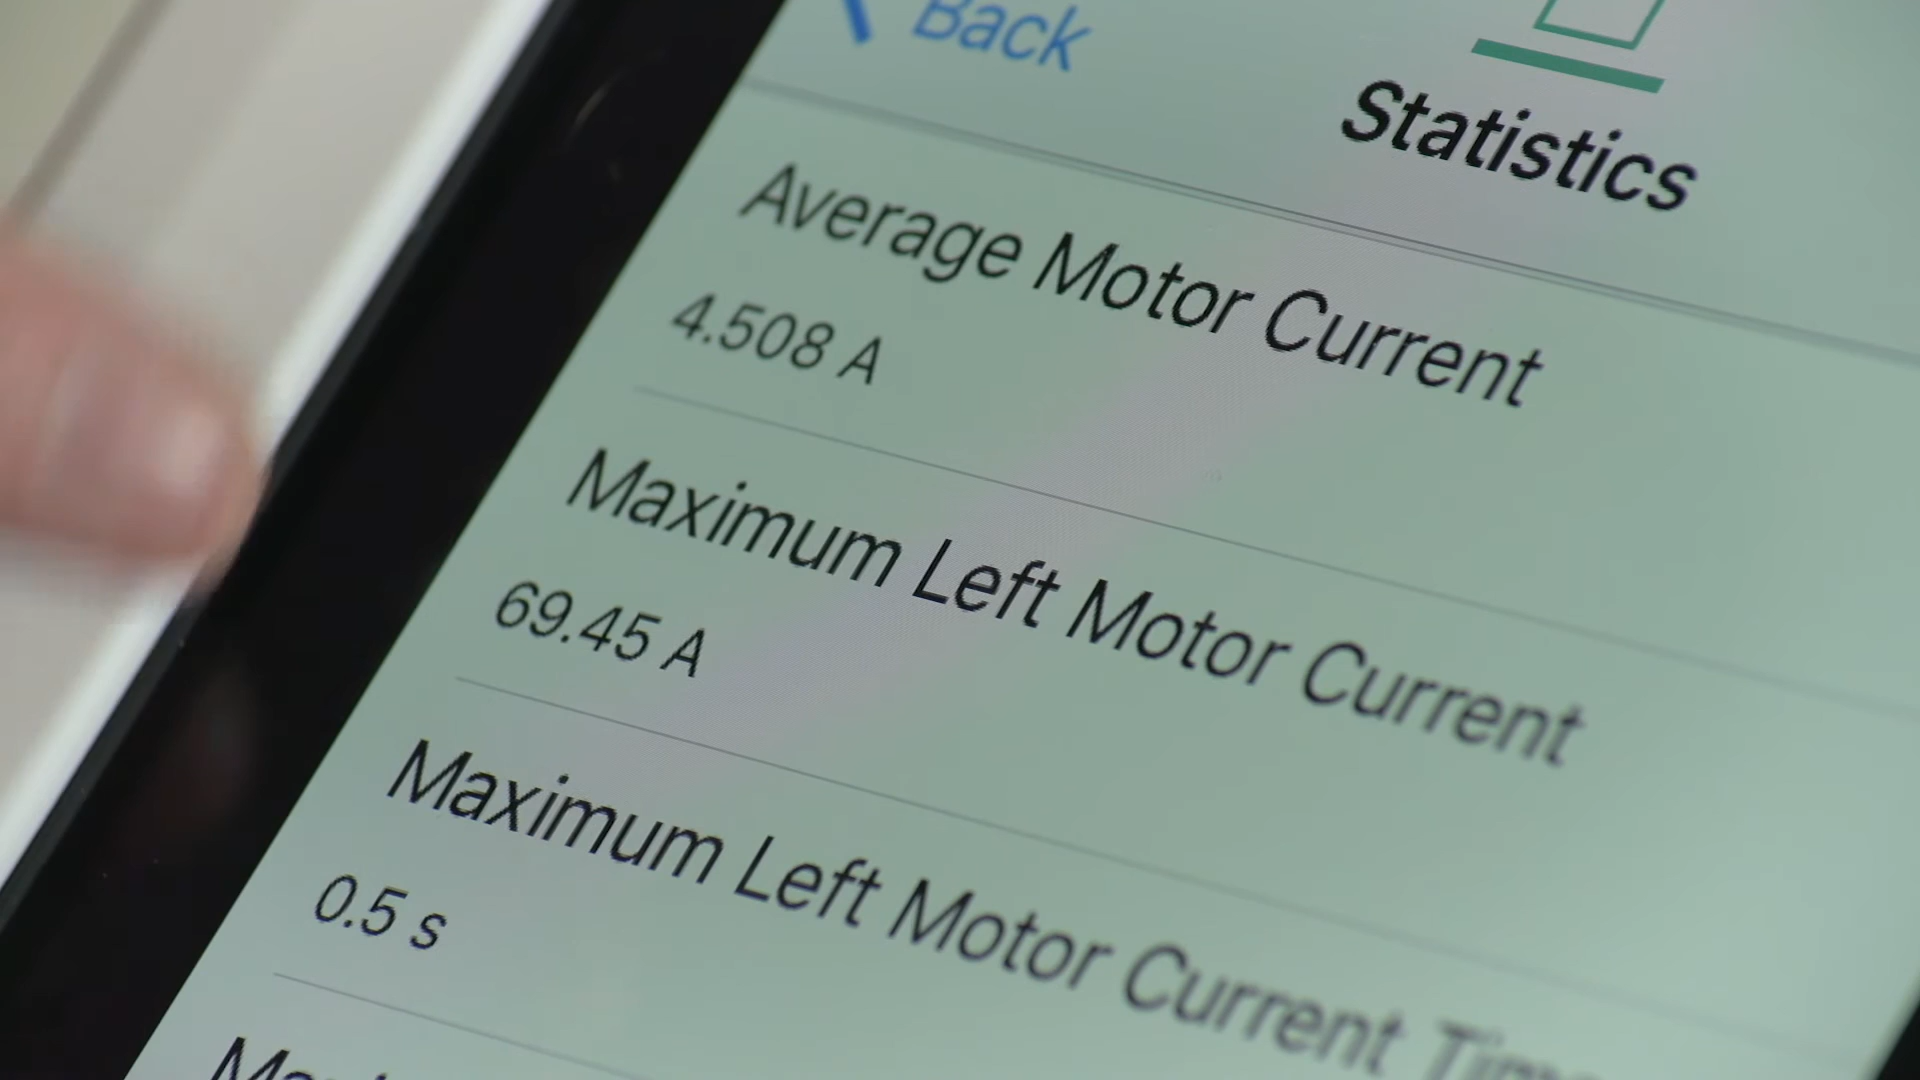 Back
Statistics
Average Motor Current
4.508 A
Maximum Left Motor Current
69.45 A
Maximum Left Motor Current Time
0.5 s